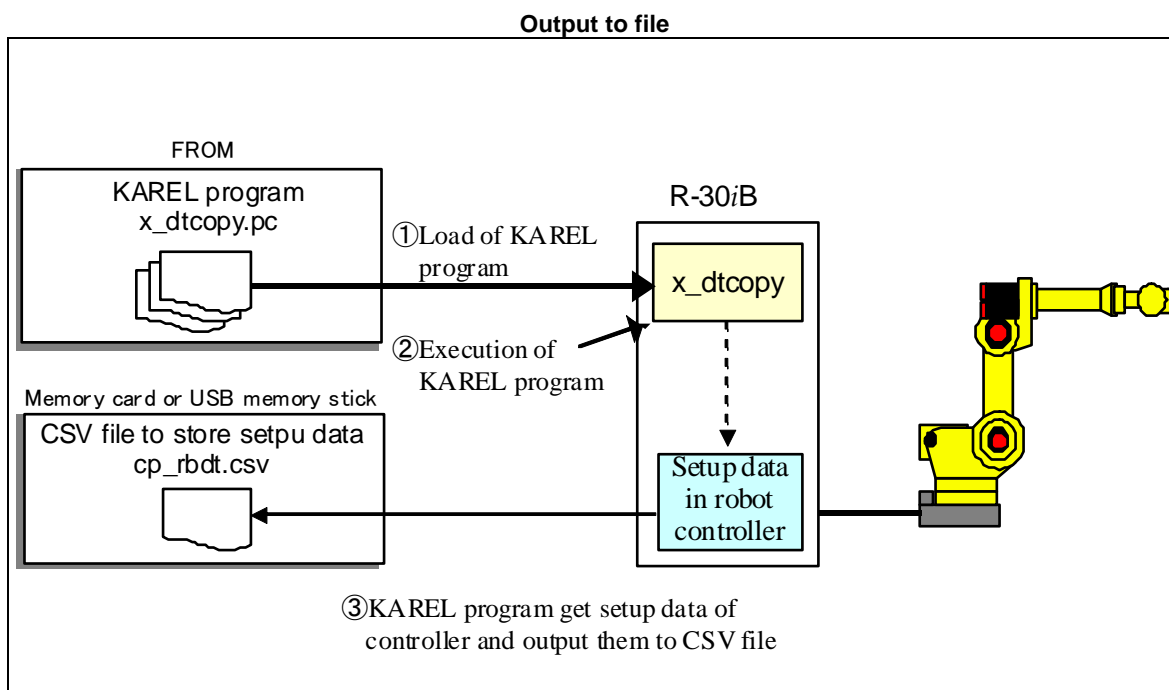 Output to file
FROM
KAREL program
x_dtcopy.pc
R-30iB
①Load of KAREL
program
x_dtcopy
②Execution of
KAREL program
Memory card or USB memory stick
CSV file to store setpu data
cp_rbdt.csv
Setup data
in robot
controller
③KAREL program get setup data of
controller and output them to CSV file